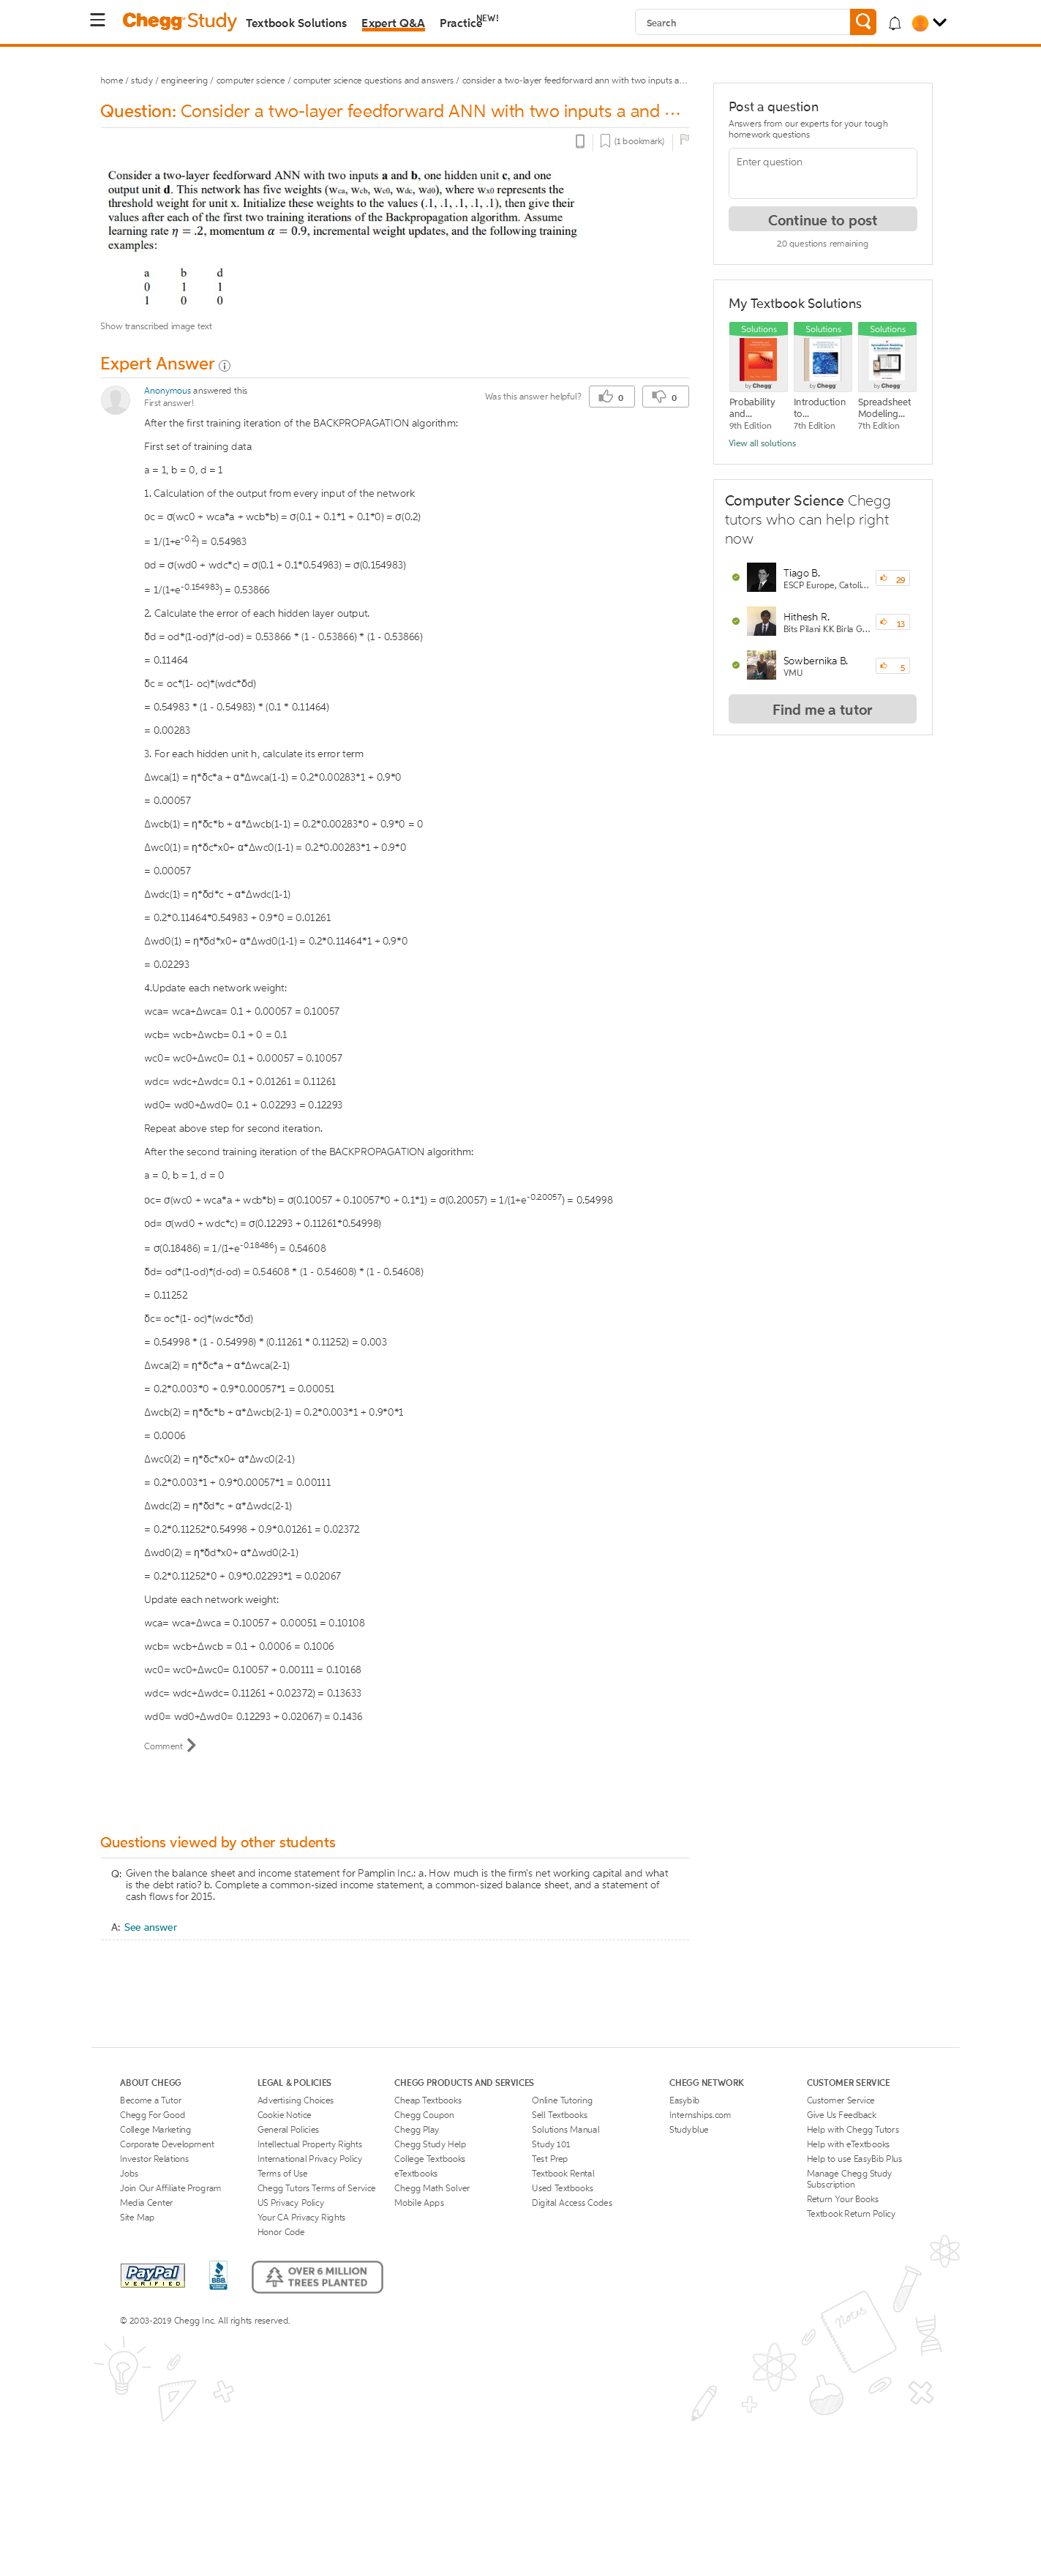 Chegg Study Textbook Solutions Expert Q&A Practice NEW! Search
home / study / engineering / computer science / computer science questions and answers / consider a two-layer feedforward ann with two inputs a...
Question: Consider a two-layer feedforward ANN with two inputs a and ...
(1 bookmark)
Consider a two-layer feedforward ANN with two inputs a and b, one hidden unit c, and one
output unit d. This network has five weights (wca, wcb, wc0, wdc, wd0), where wx0 represents the
threshold weight for unit x. Initialize these weights to the values (.1, .1, .1, .1, .1), then give their
values after each of the first two training iterations of the Backpropagation algorithm. Assume
learning rate η = .2, momentum α = 0.9, incremental weight updates, and the following training
examples:
a b d
0 1 1
1 0 0
Show transcribed image text
Expert Answer
Anonymous answered this
First answer!
Was this answer helpful? 0 0
After the first training iteration of the BACKPROPAGATION algorithm:
First set of training data
a = 1, b = 0, d = 1
1. Calculation of the output from every input of the network
oc = σ(wc0 + wca*a + wcb*b) = σ(0.1 + 0.1*1 + 0.1*0) = σ(0.2)
= 1/(1+e-0.2) = 0.54983
od = σ(wd0 + wdc*c) = σ(0.1 + 0.1*0.54983) = σ(0.154983)
= 1/(1+e-0.154983) = 0.53866
2. Calculate the error of each hidden layer output.
δd = od*(1-od)*(d-od) = 0.53866 * (1 - 0.53866) * (1 - 0.53866)
= 0.11464
δc = oc*(1- oc)*(wdc*δd)
= 0.54983 * (1 - 0.54983) * (0.1 * 0.11464)
= 0.00283
3. For each hidden unit h, calculate its error term
Δwca(1) = η*δc*a + α*Δwca(1-1) = 0.2*0.00283*1 + 0.9*0
= 0.00057
Δwcb(1) = η*δc*b + α*Δwcb(1-1) = 0.2*0.00283*0 + 0.9*0 = 0
Δwc0(1) = η*δc*x0+ α*Δwc0(1-1) = 0.2*0.00283*1 + 0.9*0
= 0.00057
Δwdc(1) = η*δd*c + α*Δwdc(1-1)
= 0.2*0.11464*0.54983 + 0.9*0 = 0.01261
Δwd0(1) = η*δd*x0+ α*Δwd0(1-1) = 0.2*0.11464*1 + 0.9*0
= 0.02293
4.Update each network weight:
wca= wca+Δwca= 0.1 + 0.00057 = 0.10057
wcb= wcb+Δwcb= 0.1 + 0 = 0.1
wc0= wc0+Δwc0= 0.1 + 0.00057 = 0.10057
wdc= wdc+Δwdc= 0.1 + 0.01261 = 0.11261
wd0= wd0+Δwd0= 0.1 + 0.02293 = 0.12293
Repeat above step for second iteration.
After the second training iteration of the BACKPROPAGATION algorithm:
a = 0, b = 1, d = 0
oc= σ(wc0 + wca*a + wcb*b) = σ(0.10057 + 0.10057*0 + 0.1*1) = σ(0.20057) = 1/(1+e-0.20057) = 0.54998
od= σ(wd0 + wdc*c) = σ(0.12293 + 0.11261*0.54998)
= σ(0.18486) = 1/(1+e-0.18486) = 0.54608
δd= od*(1-od)*(d-od) = 0.54608 * (1 - 0.54608) * (1 - 0.54608)
= 0.11252
δc= oc*(1- oc)*(wdc*δd)
= 0.54998 * (1 - 0.54998) * (0.11261 * 0.11252) = 0.003
Δwca(2) = η*δc*a + α*Δwca(2-1)
= 0.2*0.003*0 + 0.9*0.00057*1 = 0.00051
Δwcb(2) = η*δc*b + α*Δwcb(2-1) = 0.2*0.003*1 + 0.9*0*1
= 0.0006
Δwc0(2) = η*δc*x0+ α*Δwc0(2-1)
= 0.2*0.003*1 + 0.9*0.00057*1 = 0.00111
Δwdc(2) = η*δd*c + α*Δwdc(2-1)
= 0.2*0.11252*0.54998 + 0.9*0.01261 = 0.02372
Δwd0(2) = η*δd*x0+ α*Δwd0(2-1)
= 0.2*0.11252*0 + 0.9*0.02293*1 = 0.02067
Update each network weight:
wca= wca+Δwca = 0.10057 + 0.00051 = 0.10108
wcb= wcb+Δwcb = 0.1 + 0.0006 = 0.1006
wc0= wc0+Δwc0= 0.10057 + 0.00111 = 0.10168
wdc= wdc+Δwdc= 0.11261 + 0.02372) = 0.13633
wd0= wd0+Δwd0= 0.12293 + 0.02067) = 0.1436
Comment
Questions viewed by other students
Q: Given the balance sheet and income statement for Pamplin Inc.: a. How much is the firm's net working capital and what
is the debt ratio? b. Complete a common-sized income statement, a common-sized balance sheet, and a statement of
cash flows for 2015.
A: See answer
Post a question
Answers from our experts for your tough
homework questions
Enter question
Continue to post
20 questions remaining
My Textbook Solutions
Solutions Solutions Solutions
by Chegg by Chegg by Chegg
Probability Introduction Spreadsheet
and... to... Modeling...
9th Edition 7th Edition 7th Edition
View all solutions
Computer Science Chegg
tutors who can help right
now
Tiago B.
ESCP Europe, Catoli... 29
Hithesh R.
Bits Pilani KK Birla G... 13
Sowbernika B.
VMU 5
Find me a tutor
ABOUT CHEGG
Become a Tutor
Chegg For Good
College Marketing
Corporate Development
Investor Relations
Jobs
Join Our Affiliate Program
Media Center
Site Map
LEGAL & POLICIES
Advertising Choices
Cookie Notice
General Policies
Intellectual Property Rights
International Privacy Policy
Terms of Use
Chegg Tutors Terms of Service
US Privacy Policy
Your CA Privacy Rights
Honor Code
CHEGG PRODUCTS AND SERVICES
Cheap Textbooks
Chegg Coupon
Chegg Play
Chegg Study Help
College Textbooks
eTextbooks
Chegg Math Solver
Mobile Apps
Online Tutoring
Sell Textbooks
Solutions Manual
Study 101
Test Prep
Textbook Rental
Used Textbooks
Digital Access Codes
CHEGG NETWORK
Easybib
Internships.com
Studyblue
CUSTOMER SERVICE
Customer Service
Give Us Feedback
Help with Chegg Tutors
Help with eTextbooks
Help to use EasyBib Plus
Manage Chegg Study
Subscription
Return Your Books
Textbook Return Policy
PayPal
VERIFIED
BBB
OVER 6 MILLION
TREES PLANTED
© 2003-2019 Chegg Inc. All rights reserved.
Notes